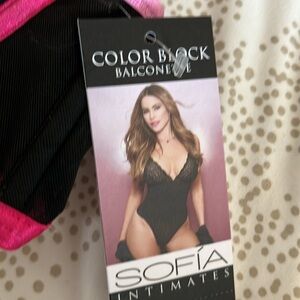 COLOR BLOCK
BALCONETTE
SOFÍA
INTIMATES